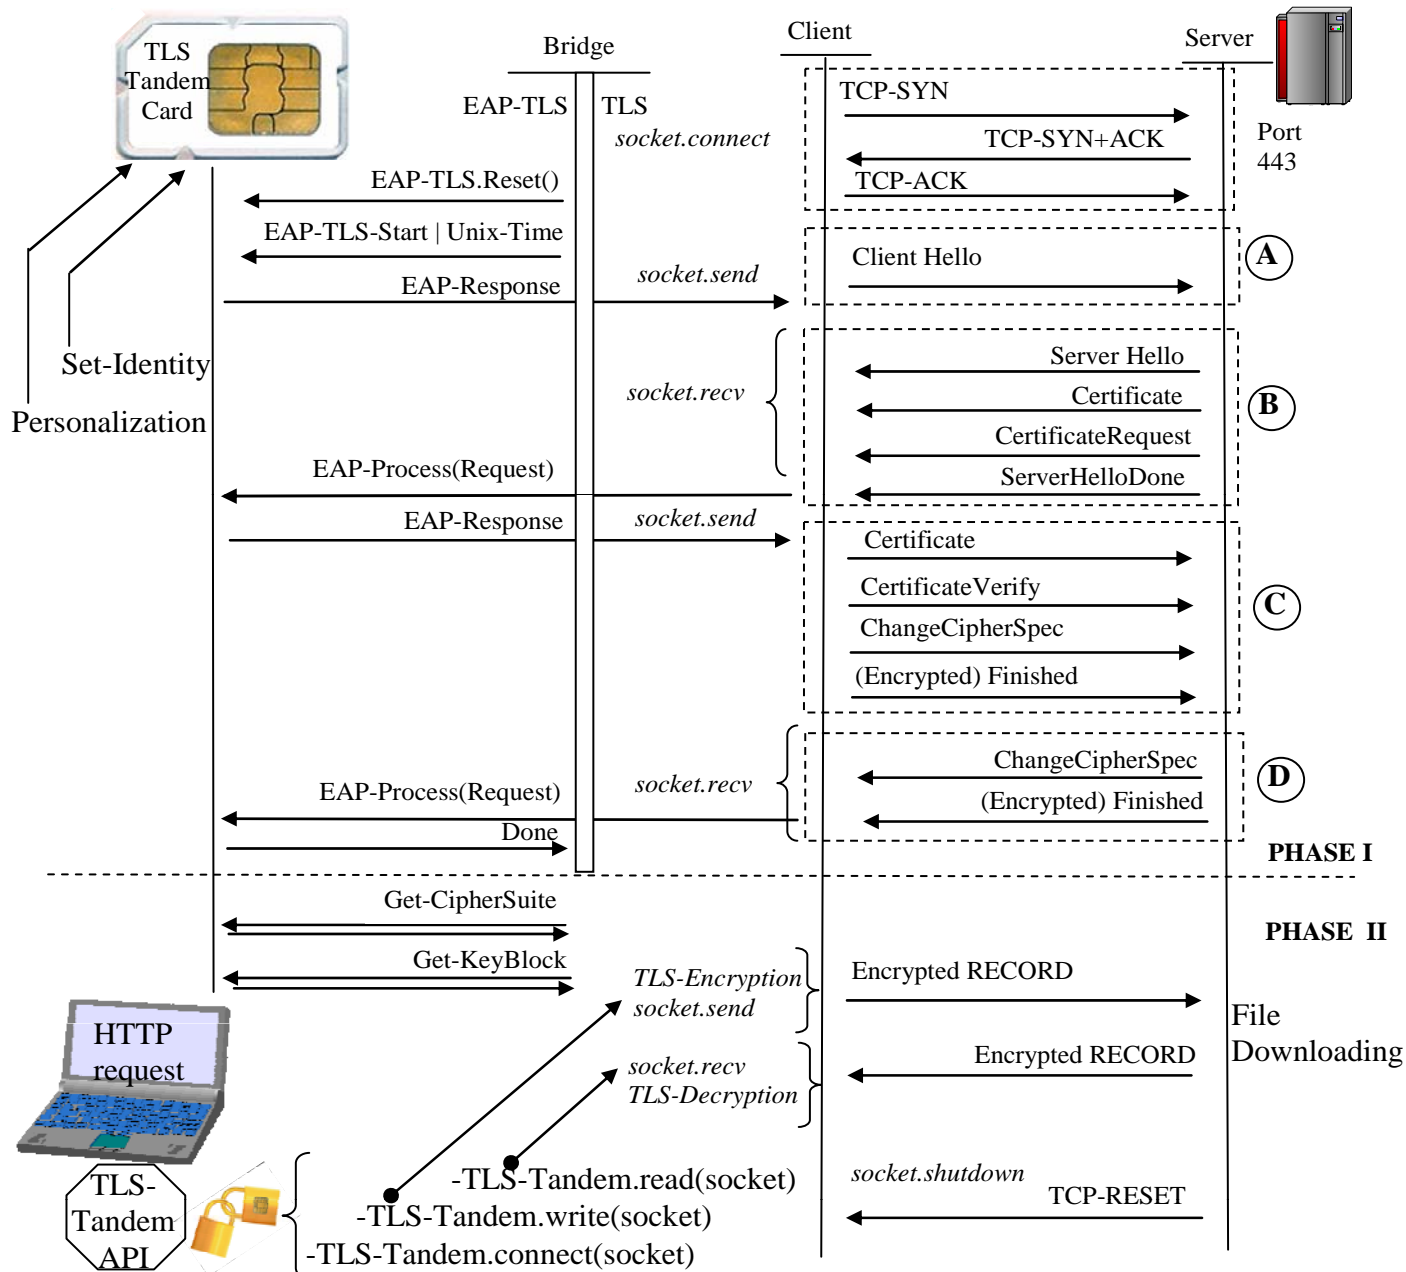 TLS
Tandem
Card
Bridge
Client
Server
EAP-TLS
TLS
socket.connect
TCP-SYN
TCP-SYN+ACK
TCP-ACK
Port
443
EAP-TLS.Reset()
EAP-TLS-Start | Unix-Time
EAP-Response
socket.send
Client Hello
A
Set-Identity
Personalization
socket.recv
Server Hello
Certificate
CertificateRequest
ServerHelloDone
B
EAP-Process(Request)
EAP-Response
socket.send
Certificate
CertificateVerify
ChangeCipherSpec
(Encrypted) Finished
C
socket.recv
ChangeCipherSpec
(Encrypted) Finished
D
EAP-Process(Request)
Done
PHASE I
Get-CipherSuite
PHASE II
Get-KeyBlock
TLS-Encryption
socket.send
Encrypted RECORD
File
Downloading
HTTP
request
socket.recv
TLS-Decryption
Encrypted RECORD
TLS-
Tandem
API
-TLS-Tandem.read(socket)
-TLS-Tandem.write(socket)
-TLS-Tandem.connect(socket)
socket.shutdown
TCP-RESET